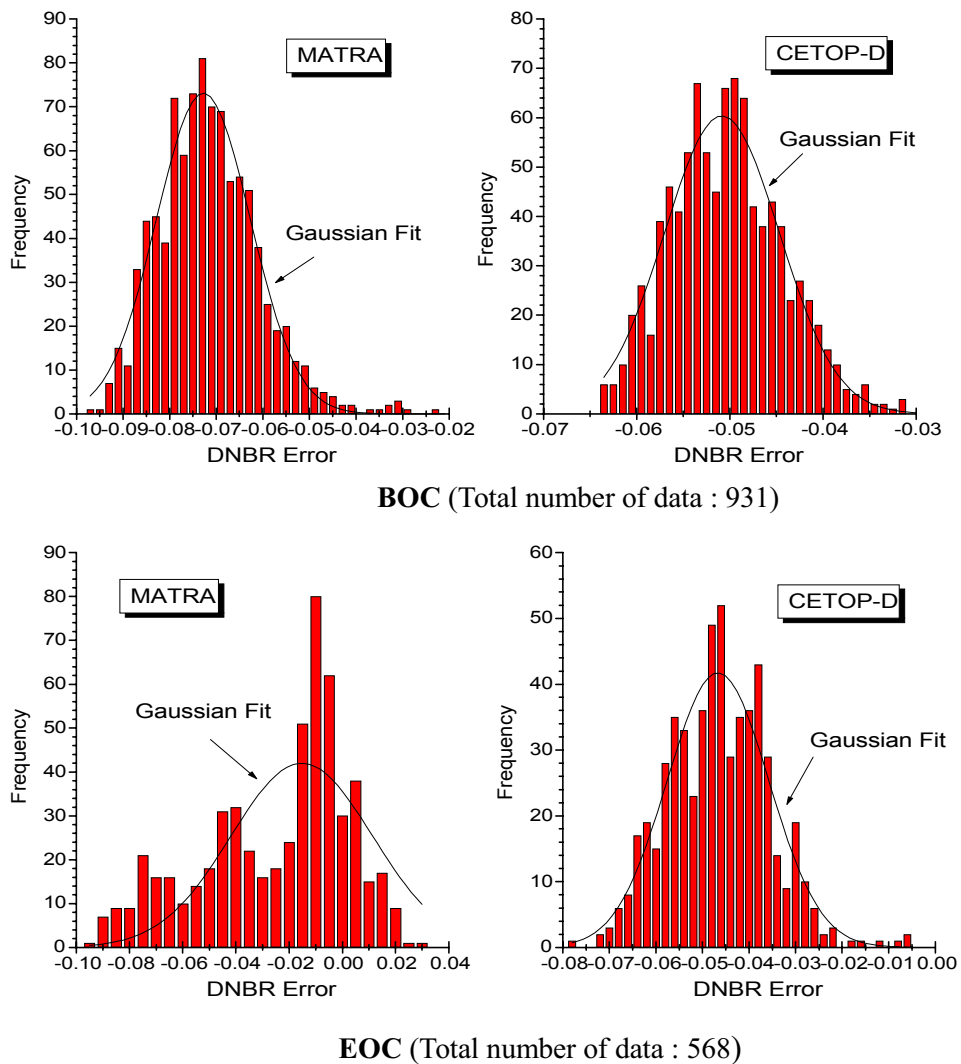 90
80
70
60
50
40
30
20
10
0
Frequency
MATRA
Gaussian Fit
-0.10 -0.09 -0.08 -0.07 -0.06 -0.05 -0.04 -0.03 -0.02
DNBR Error
80
70
60
50
40
30
20
10
0
Frequency
CETOP-D
Gaussian Fit
-0.07 -0.06 -0.05 -0.04 -0.03
DNBR Error
BOC (Total number of data : 931)
90
80
70
60
50
40
30
20
10
0
Frequency
MATRA
Gaussian Fit
-0.10 -0.08 -0.06 -0.04 -0.02 0.00 0.02 0.04
DNBR Error
60
50
40
30
20
10
0
Frequency
CETOP-D
Gaussian Fit
-0.08 -0.07 -0.06 -0.05 -0.04 -0.03 -0.02 -0.01 0.00
DNBR Error
EOC (Total number of data : 568)